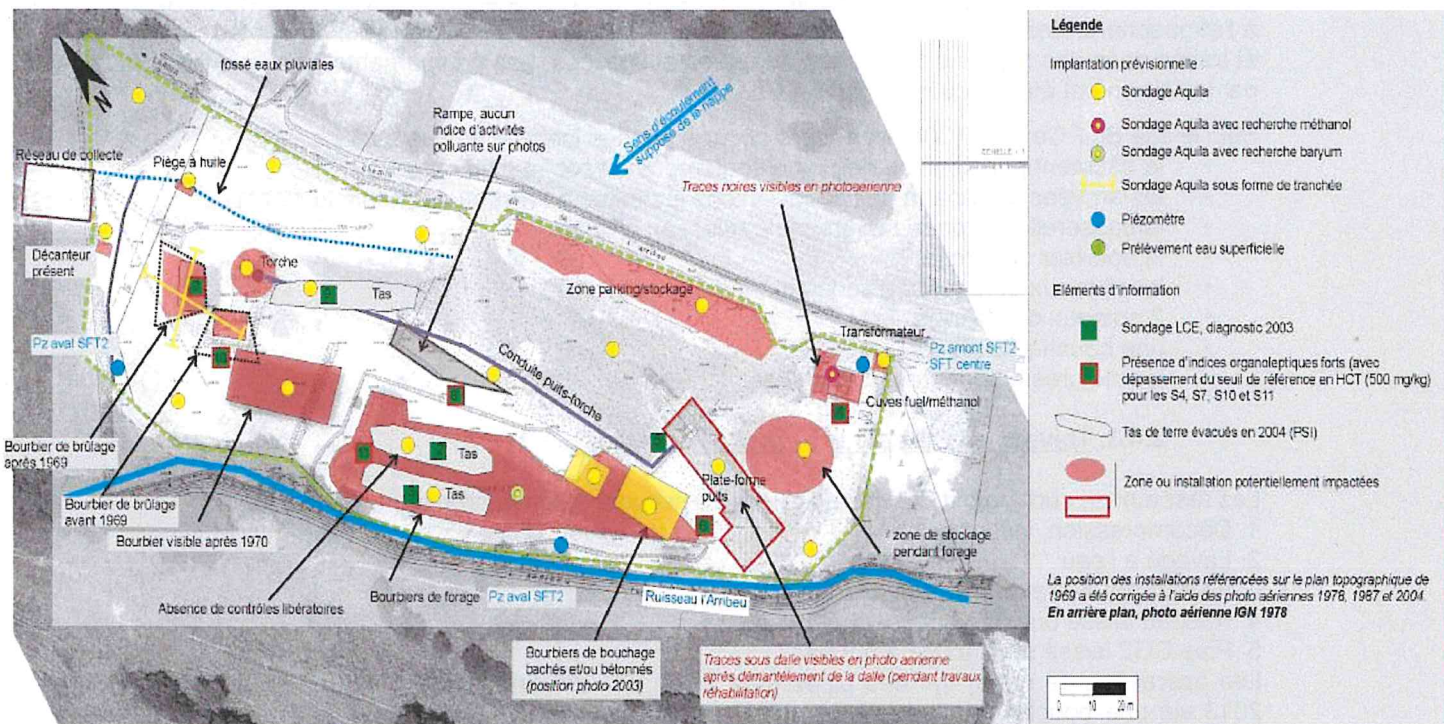 N
fossé eaux pluviales
Rampe, aucun
indice d'activités
polluante sur photos
Sens d'écoulement
supposé de la nappe
Réseau de collecte
Piège à huile
Chemin
Traces noires visibles en photoaerienne
Décanteur
présent
Torche
Tas
Zone parking/stockage
Transformateur
Pz amont SFT2-
SFT centre
Pz aval SFT2
Conduite puits-torche
Cuves fuel/méthanol
Bourbier de brûlage
après 1969
Tas
Tas
Plate-forme
puits
Bourbier de brûlage
avant 1969
Bourbier visible après 1970
zone de stockage
pendant forage
Absence de contrôles libératoires
Bourbiers de forage
Pz aval SFT2
Ruisseau l'Arribeu
Bourbiers de bouchage
bachés et/ou bétonnés
(position photo 2003)
Traces sous dalle visibles en photo aerienne
après démantèlement de la dalle (pendant travaux
réhabilitation)
Légende
Implantation prévisionnelle
Sondage Aquila
Sondage Aquila avec recherche méthanol
Sondage Aquila avec recherche baryum
Sondage Aquila sous forme de tranchée
Piézomètre
Prélèvement eau superficielle
Eléments d'information
Sondage LCE, diagnostic 2003
Présence d'indices organoleptiques forts (avec
dépassement du seuil de référence en HCT (500 mg/kg)
pour les S4, S7, S10 et S11
Tas de terre évacués en 2004 (PSI)
Zone ou installation potentiellement impactées
La position des installations référencées sur le plan topographique de
1969 a été corrigée à l'aide des photo aériennes 1978, 1987 et 2004.
En arrière plan, photo aérienne IGN 1978
0 10 20 m